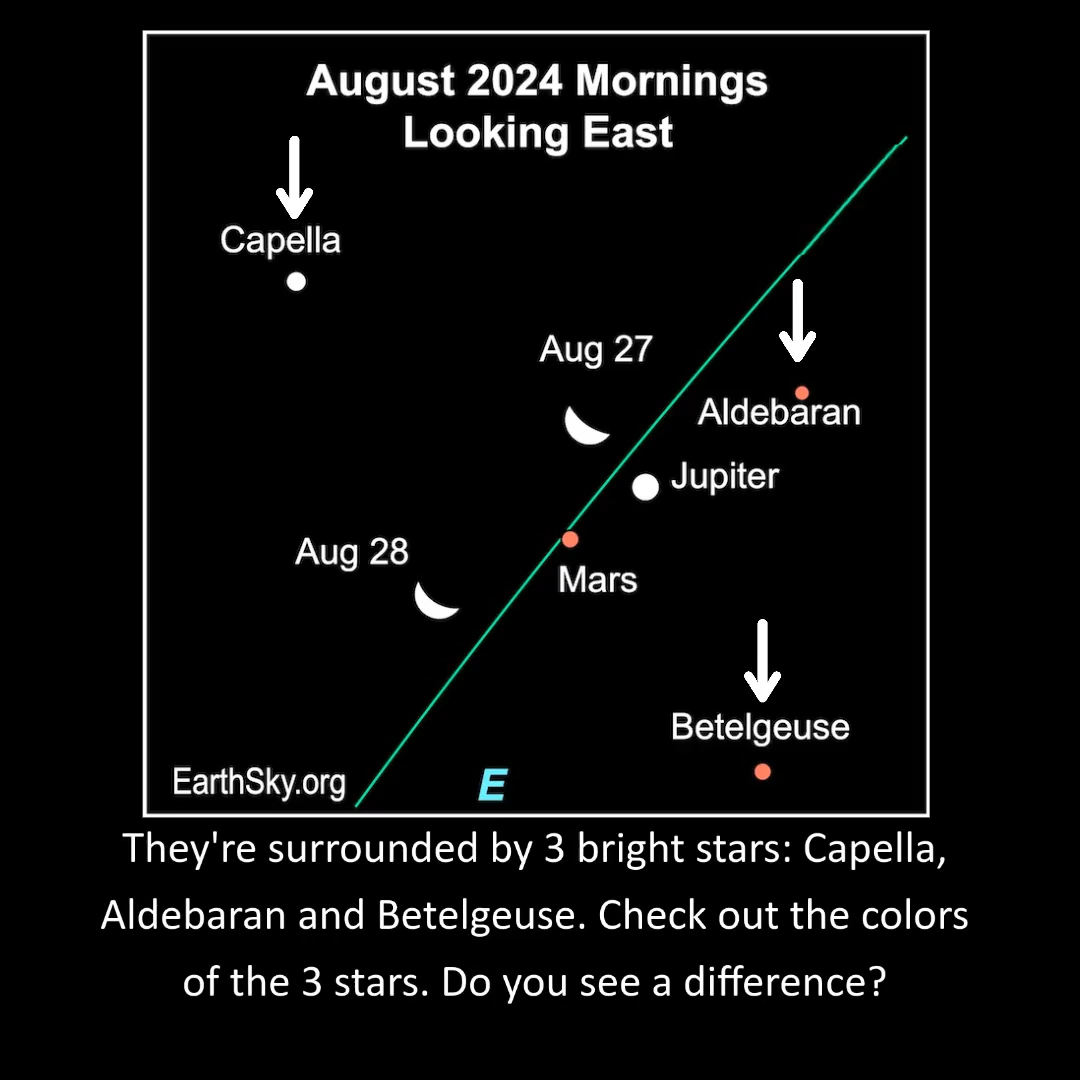 August 2024 Mornings
Looking East
Capella
Aug 27
Aldebaran
Jupiter
Aug 28
Mars
Betelgeuse
EarthSky.org
E
They're surrounded by 3 bright stars: Capella,
Aldebaran and Betelgeuse. Check out the colors
of the 3 stars. Do you see a difference?